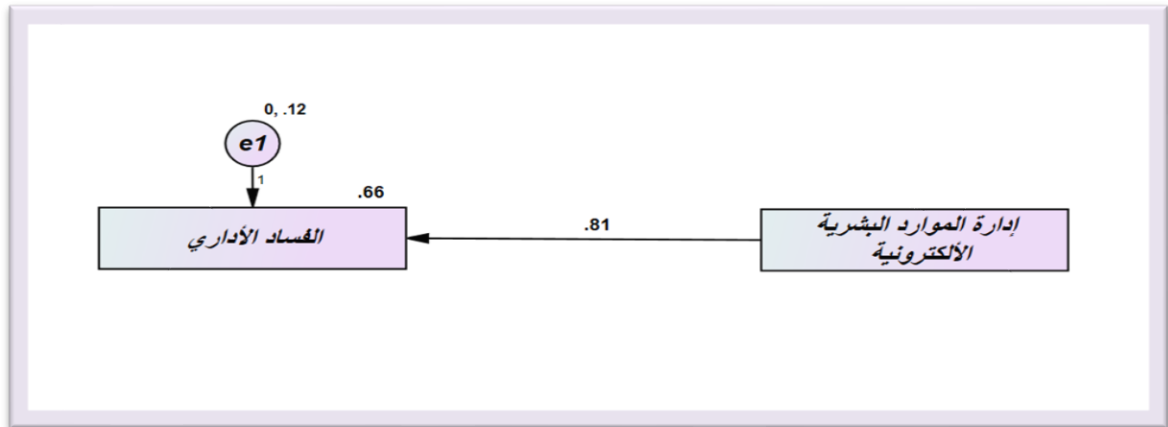 0, .12
e1
1
.66
الفساد الأداري
.81
إدارة الموارد البشرية
الألكترونية